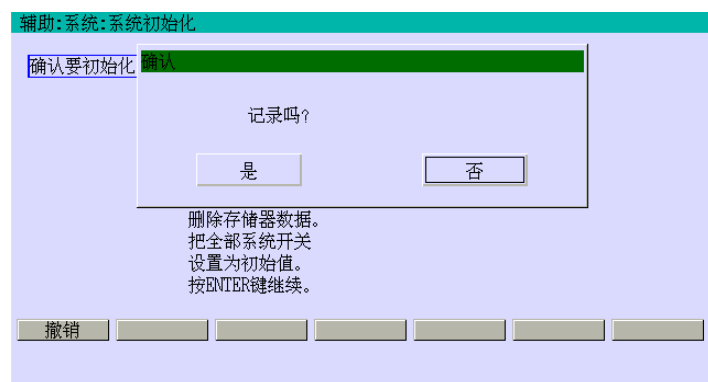 辅助:系统:系统初始化
确认要初始化
确认
记录吗?
是
否
删除存储器数据。
把全部系统开关
设置为初始值。
按ENTER键继续。
撤销